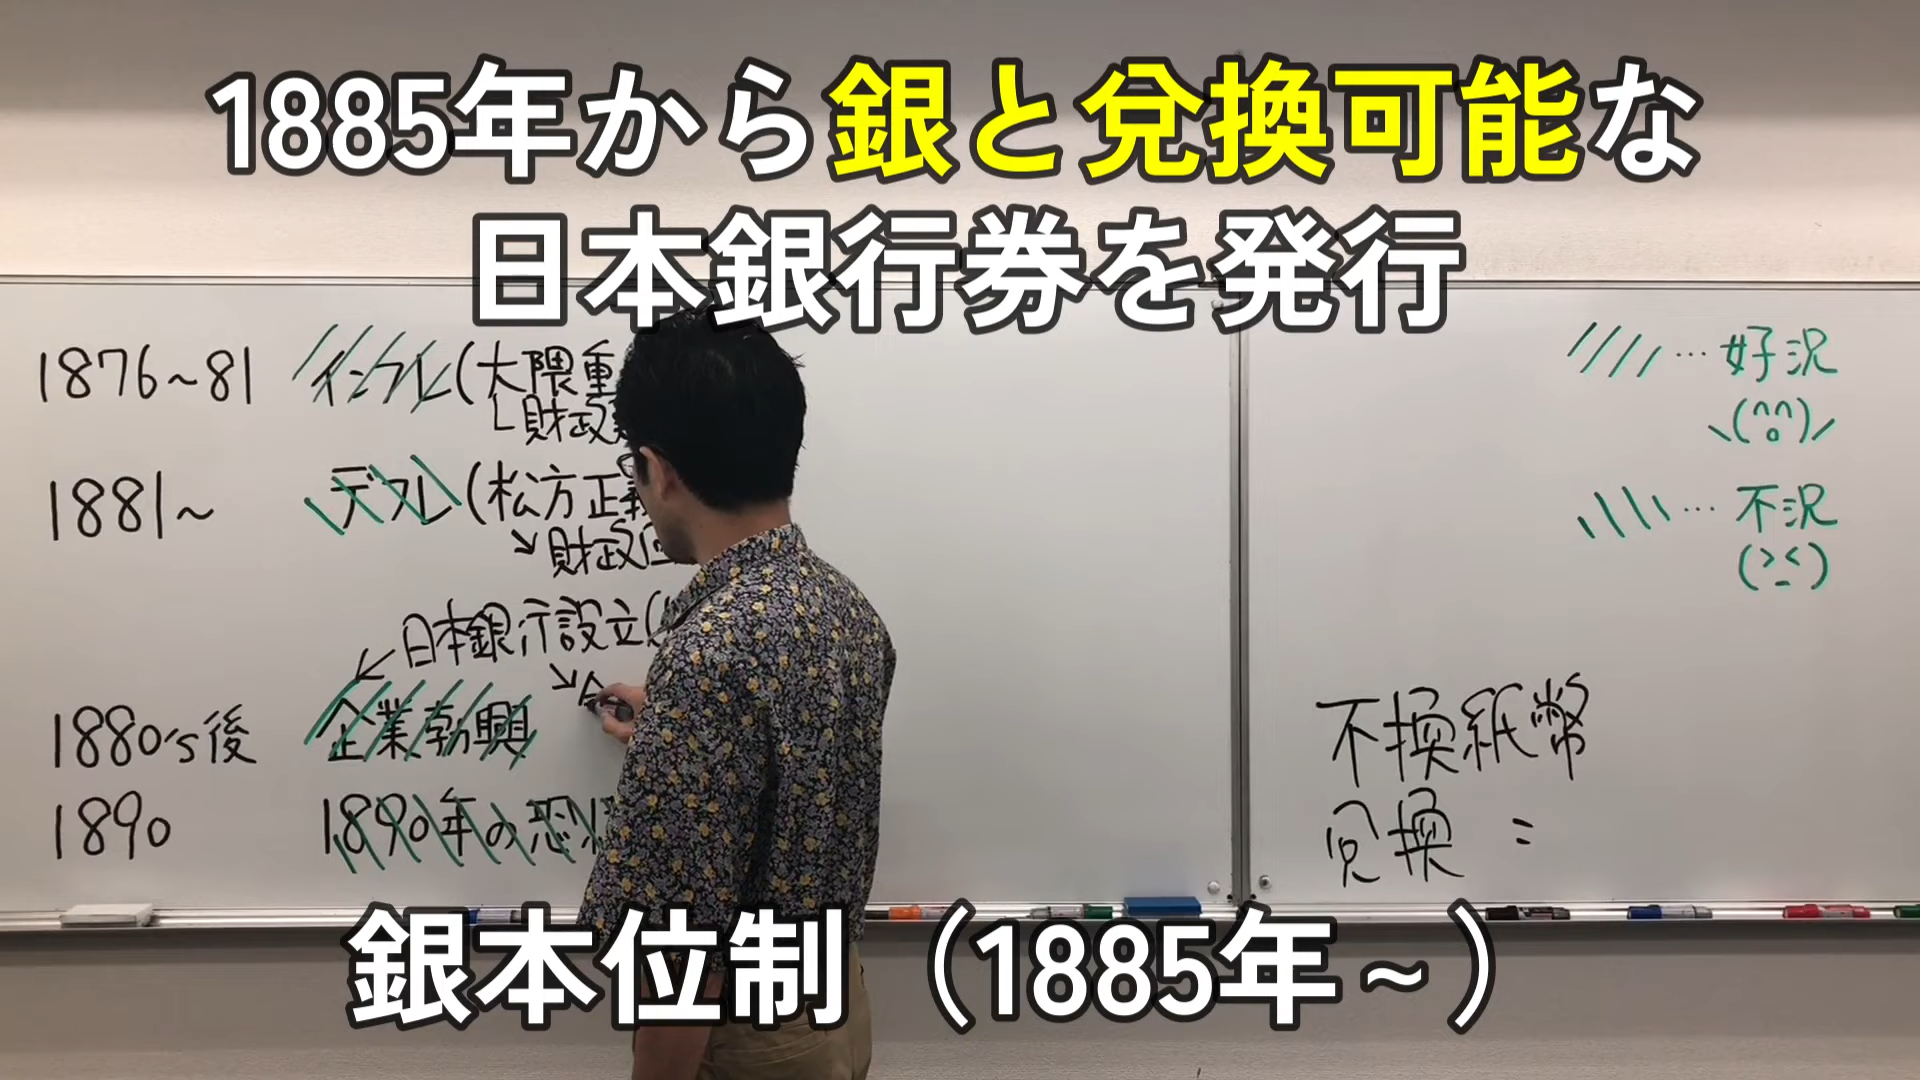 1885年から銀と兌換可能な
日本銀行券を発行
1876~81 インフレ(大隈重
財政
1881~ デフレ(松方正義
↘財政
↙日本銀行設立(
↘
1880's後 企業勃興
1890 1890年の恐
…好況
\(^o^)/
…不況
(><)
不換紙幣
兌換 =
銀本位制（1885年~）